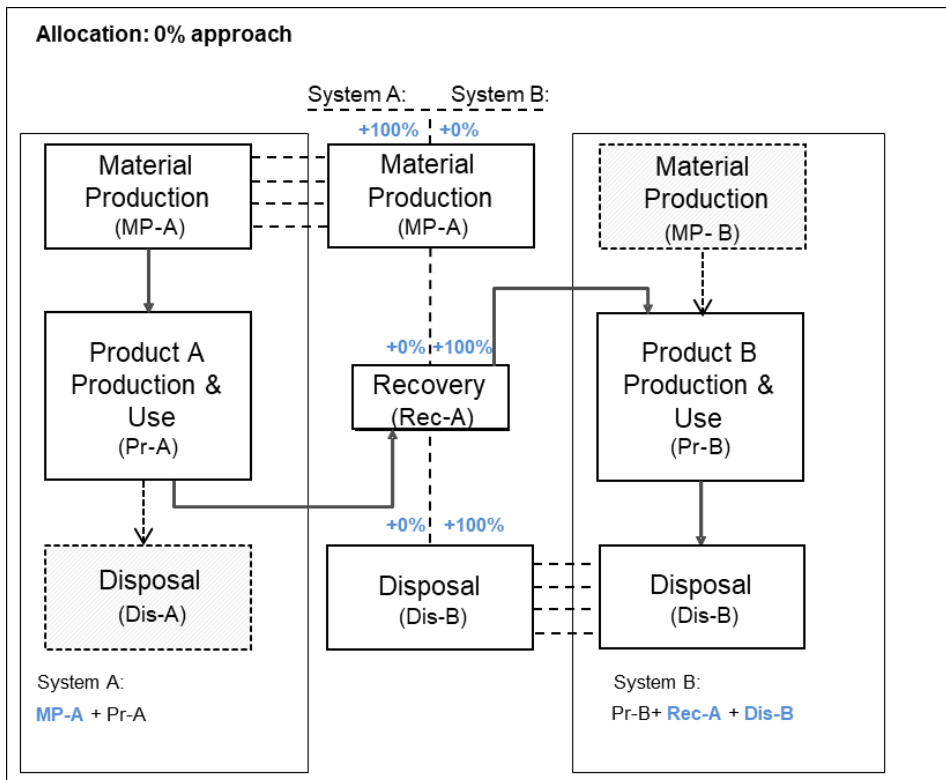 Allocation: 0% approach
System A: System B:
+100% +0%
Material
Production
(MP-A)
Material
Production
(MP-A)
Material
Production
(MP- B)
Product A
Production &
Use
(Pr-A)
+0% +100%
Recovery
(Rec-A)
Product B
Production &
Use
(Pr-B)
+0% +100%
Disposal
(Dis-A)
Disposal
(Dis-B)
Disposal
(Dis-B)
System A:
MP-A + Pr-A
System B:
Pr-B+ Rec-A + Dis-B